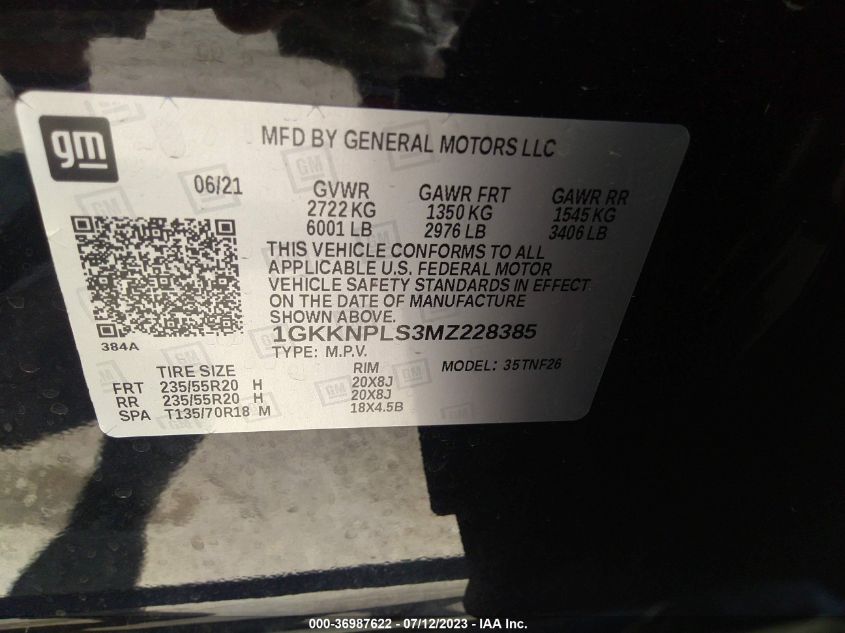 gm
MFD BY GENERAL MOTORS LLC
06/21
GVWR GAWR FRT GAWR RR
2722 KG 1350 KG 1545 KG
6001 LB 2976 LB 3406 LB
THIS VEHICLE CONFORMS TO ALL
APPLICABLE U.S. FEDERAL MOTOR
VEHICLE SAFETY STANDARDS IN EFFECT
ON THE DATE OF MANUFACTURE
SHOWN ABOVE.
384A
1GKKNPLS3MZ228385
TYPE: M.P.V. MODEL: 35TNF26
TIRE SIZE RIM
FRT 235/55R20 H 20X8J
RR 235/55R20 H 20X8J
SPA T135/70R18 M 18X4.5B
000-36987622 - 07/12/2023 - IAA Inc.